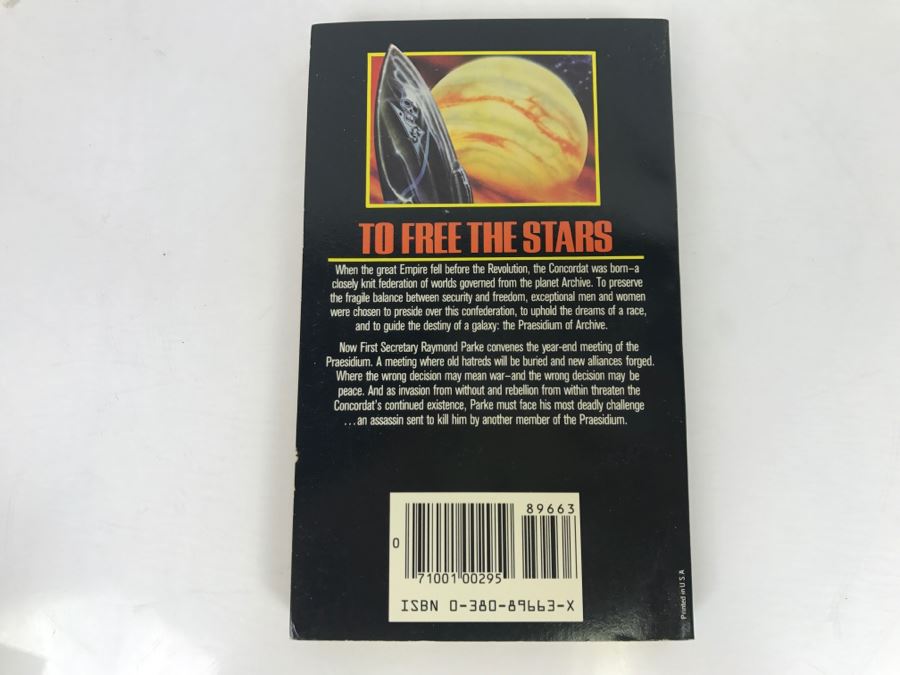 TO FREE THE STARS
When the great Empire fell before the Revolution, the Concordat was born–a
closely knit federation of worlds governed from the planet Archive. To preserve
the fragile balance between security and freedom, exceptional men and women
were chosen to preside over this confederation, to uphold the dreams of a race,
and to guide the destiny of a galaxy: the Praesidium of Archive.
Now First Secretary Raymond Parke convenes the year-end meeting of the
Praesidium. A meeting where old hatreds will be buried and new alliances forged.
Where the wrong decision may mean war–and the wrong decision may be
peace. And as invasion from without and rebellion from within threaten the
Concordat's continued existence, Parke must face his most deadly challenge
...an assassin sent to kill him by another member of the Praesidium.
89663
0
71001 00295
ISBN 0-380-89663-X
Printed in U.S.A.